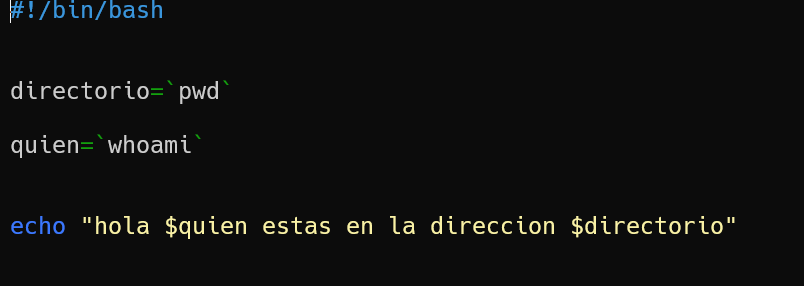 #!/bin/bash
directorio=`pwd`
quien=`whoami`
echo "hola $quien estas en la direccion $directorio"